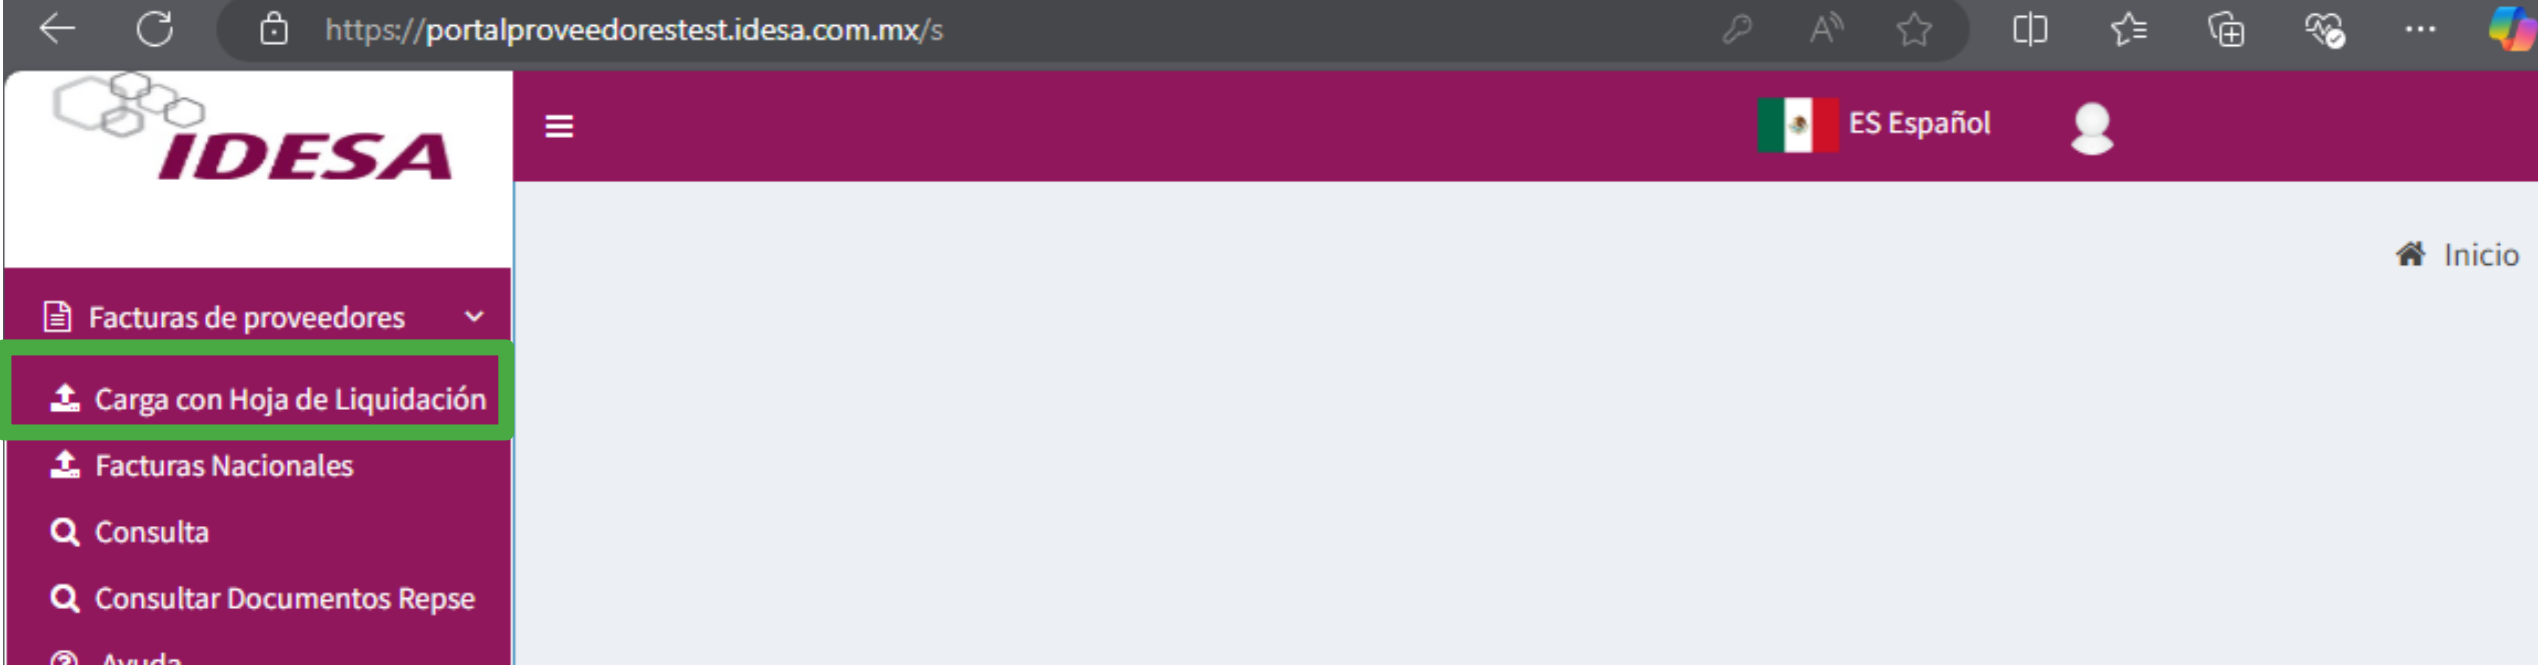 https://portalproveedorestest.idesa.com.mx/s
IDESA
ES Español
Inicio
Facturas de proveedores
Carga con Hoja de Liquidación
Facturas Nacionales
Consulta
Consultar Documentos Repse
Ayuda